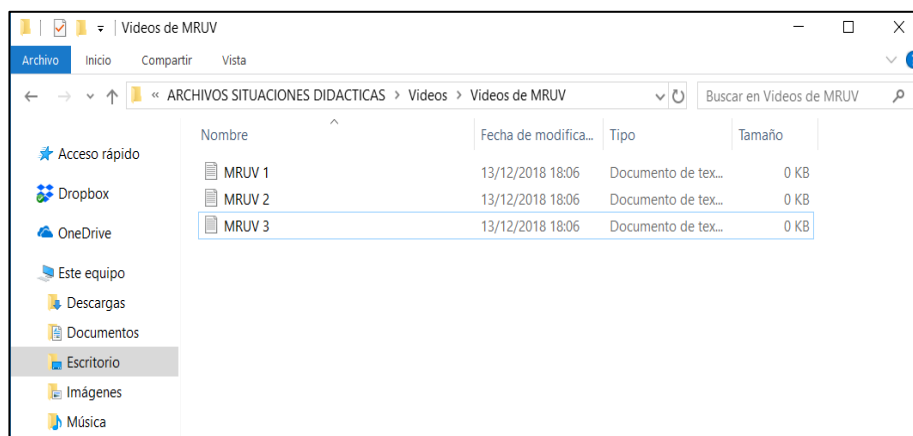 Videos de MRUV
Archivo Inicio Compartir Vista
« ARCHIVOS SITUACIONES DIDACTICAS > Videos > Videos de MRUV Buscar en Videos de MRUV
Nombre Fecha de modifica... Tipo Tamaño
Acceso rápido
Dropbox
OneDrive
Este equipo
Descargas
Documentos
Escritorio
Imágenes
Música
MRUV 1 13/12/2018 18:06 Documento de tex... 0 KB
MRUV 2 13/12/2018 18:06 Documento de tex... 0 KB
MRUV 3 13/12/2018 18:06 Documento de tex... 0 KB